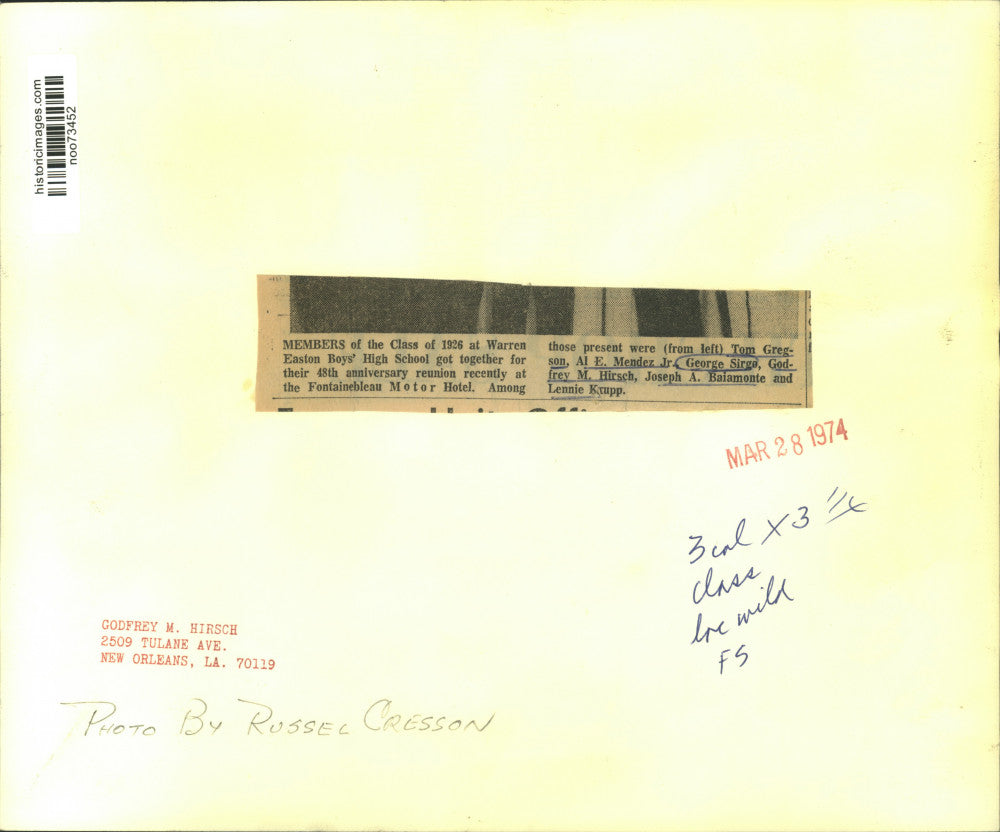 historicimages.com
noo73452
MEMBERS of the Class of 1926 at Warren
Easton Boys' High School got together for
their 48th anniversary reunion recently at
the Fontainebleau Motor Hotel. Among
those present were (from left) Tom Greg-
son, Al E. Mendez Jr., George Sirgo, God-
frey M. Hirsch, Joseph A. Baiamonte and
Lennie Krupp.
MAR 28 1974
3 col X 3 1/4
class
loc wild
FS
GODFREY M. HIRSCH
2509 TULANE AVE.
NEW ORLEANS, LA. 70119
PHOTO BY RUSSEL CRESSON